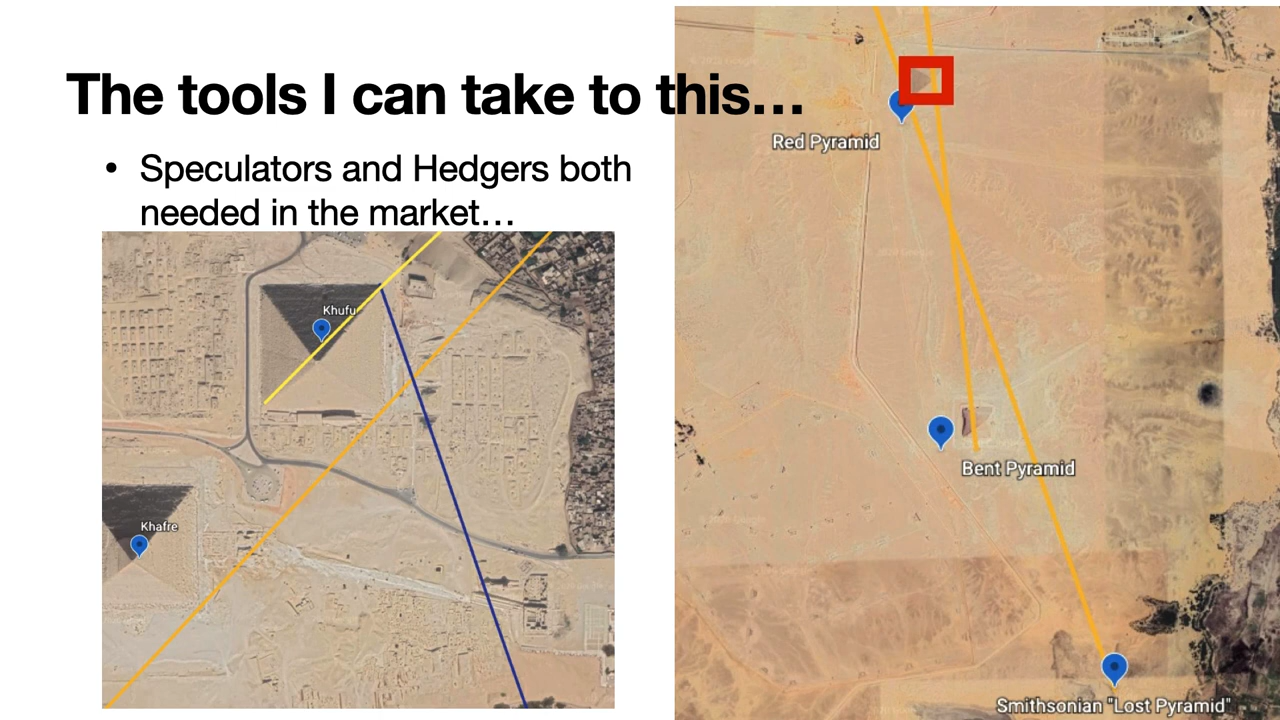 The tools I can take to this…
• Speculators and Hedgers both
needed in the market…
Khufu
Khafre
Red Pyramid
Bent Pyramid
Smithsonian "Lost Pyramid"